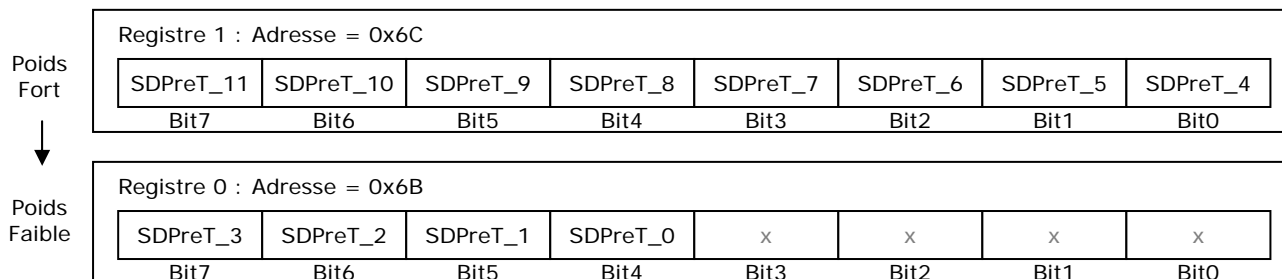 Registre 1 : Adresse = 0x6C
Poids
Fort
SDPreT_11 SDPreT_10 SDPreT_9 SDPreT_8 SDPreT_7 SDPreT_6 SDPreT_5 SDPreT_4
Bit7 Bit6 Bit5 Bit4 Bit3 Bit2 Bit1 Bit0
Registre 0 : Adresse = 0x6B
Poids
Faible
SDPreT_3 SDPreT_2 SDPreT_1 SDPreT_0 x x x x
Bit7 Bit6 Bit5 Bit4 Bit3 Bit2 Bit1 Bit0